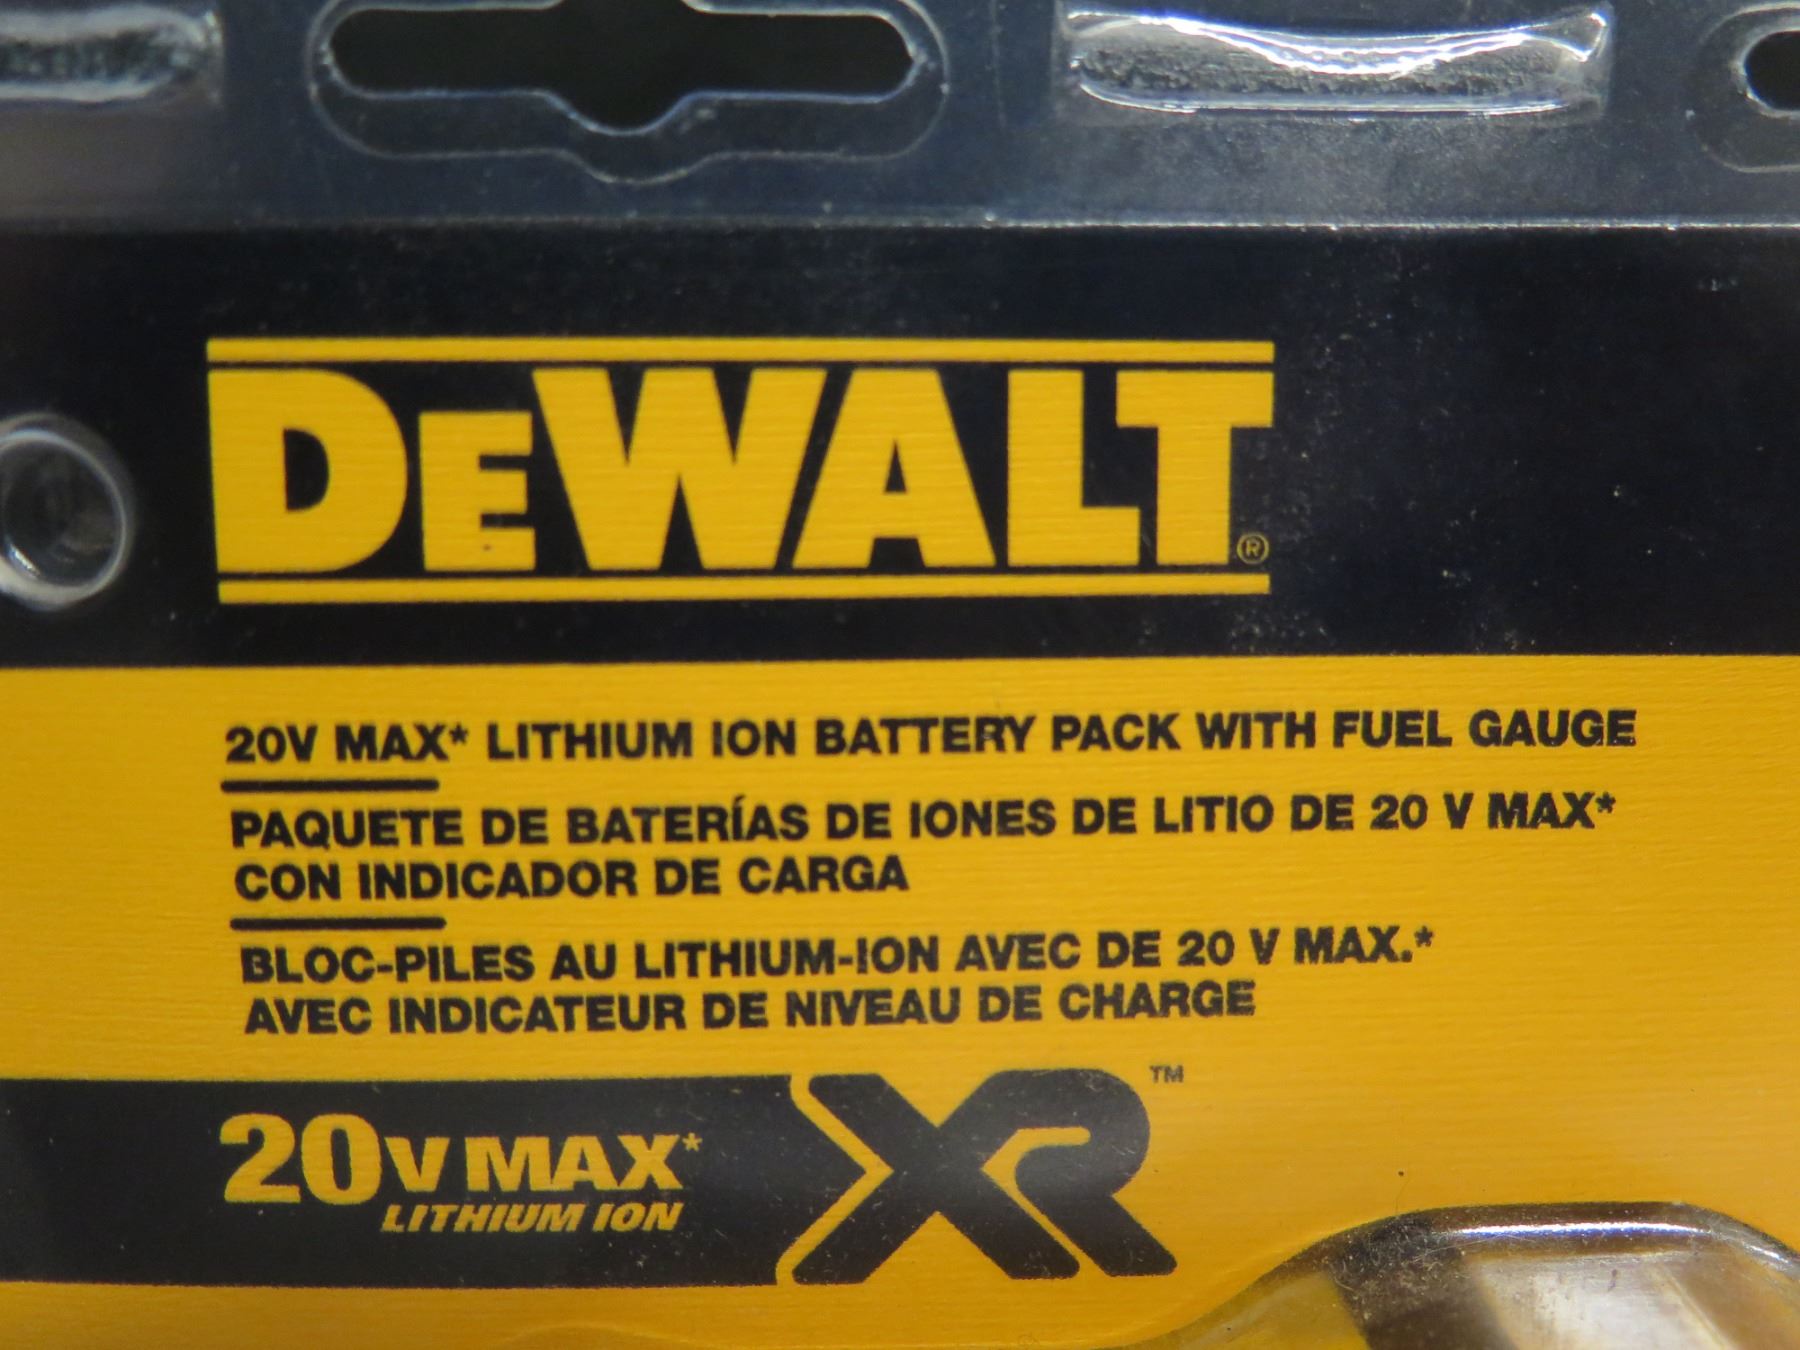 DEWALT®
20V MAX* LITHIUM ION BATTERY PACK WITH FUEL GAUGE
PAQUETE DE BATERÍAS DE IONES DE LITIO DE 20 V MAX*
CON INDICADOR DE CARGA
BLOC-PILES AU LITHIUM-ION AVEC DE 20 V MAX.*
AVEC INDICATEUR DE NIVEAU DE CHARGE
20V MAX* XR™
LITHIUM ION